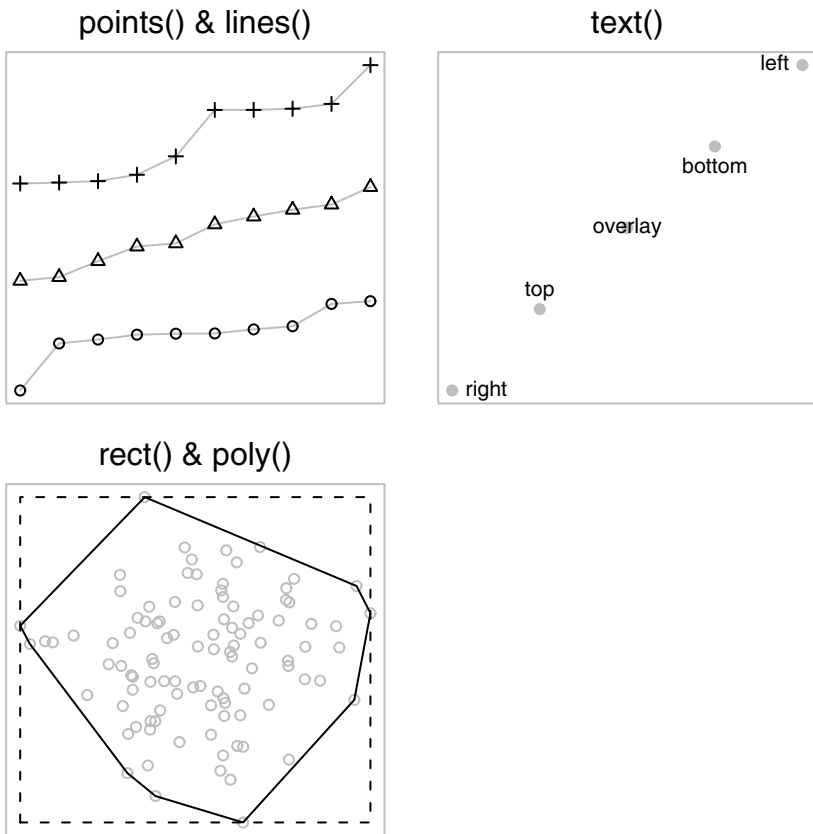 points() & lines()
text()
left
bottom
overlay
top
right
rect() & poly()